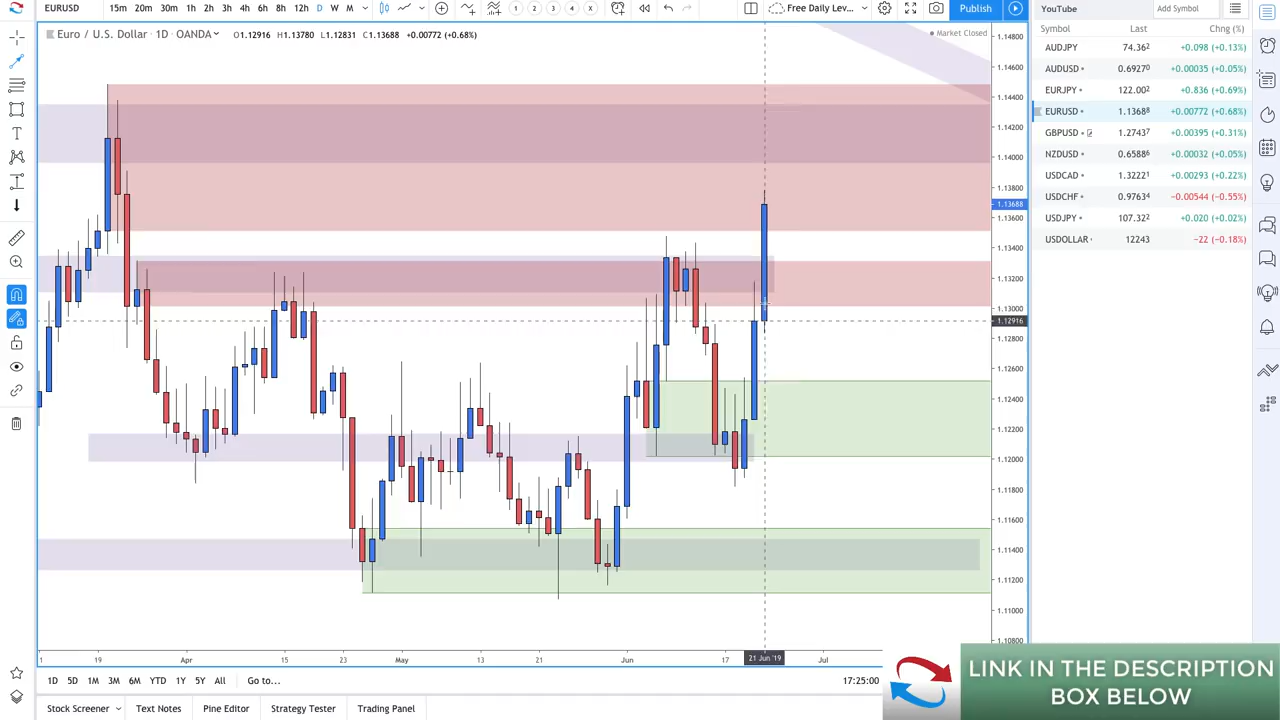 EURUSD 15m 20m 30m 1h 2h 3h 4h 6h 8h 12h D W M 1 2 3 4 X Free Daily Lev... Publish
Euro / U.S. Dollar · 1D · OANDA O1.12916 H1.13780 L1.12831 C1.13688 +0.00772 (+0.68%) Market Closed
1.14800
1.14600
1.14400
1.14200
1.14000
1.13800
1.13688
1.13600
1.13400
1.13200
1.13000
1.12916
1.12800
1.12600
1.12400
1.12200
1.12000
1.11800
1.11600
1.11400
1.11200
1.11000
1.10800
1 19 Apr 15 23 May 13 21 Jun 17 21 Jun '19 Jul
1D 5D 1M 3M 6M YTD 1Y 5Y All Go to... 17:25:00
Stock Screener Text Notes Pine Editor Strategy Tester Trading Panel
YouTube Add Symbol
Symbol Last Chng (%)
AUDJPY 74.362 +0.098 (+0.13%)
AUDUSD 0.69270 +0.00035 (+0.05%)
EURJPY 122.002 +0.836 (+0.69%)
EURUSD 1.13688 +0.00772 (+0.68%)
GBPUSD 1.27437 +0.00395 (+0.31%)
NZDUSD 0.65886 +0.00032 (+0.05%)
USDCAD 1.32221 +0.00293 (+0.22%)
USDCHF 0.97634 −0.00544 (−0.55%)
USDJPY 107.322 +0.020 (+0.02%)
USDOLLAR 12243 −22 (−0.18%)
LINK IN THE DESCRIPTION
BOX BELOW